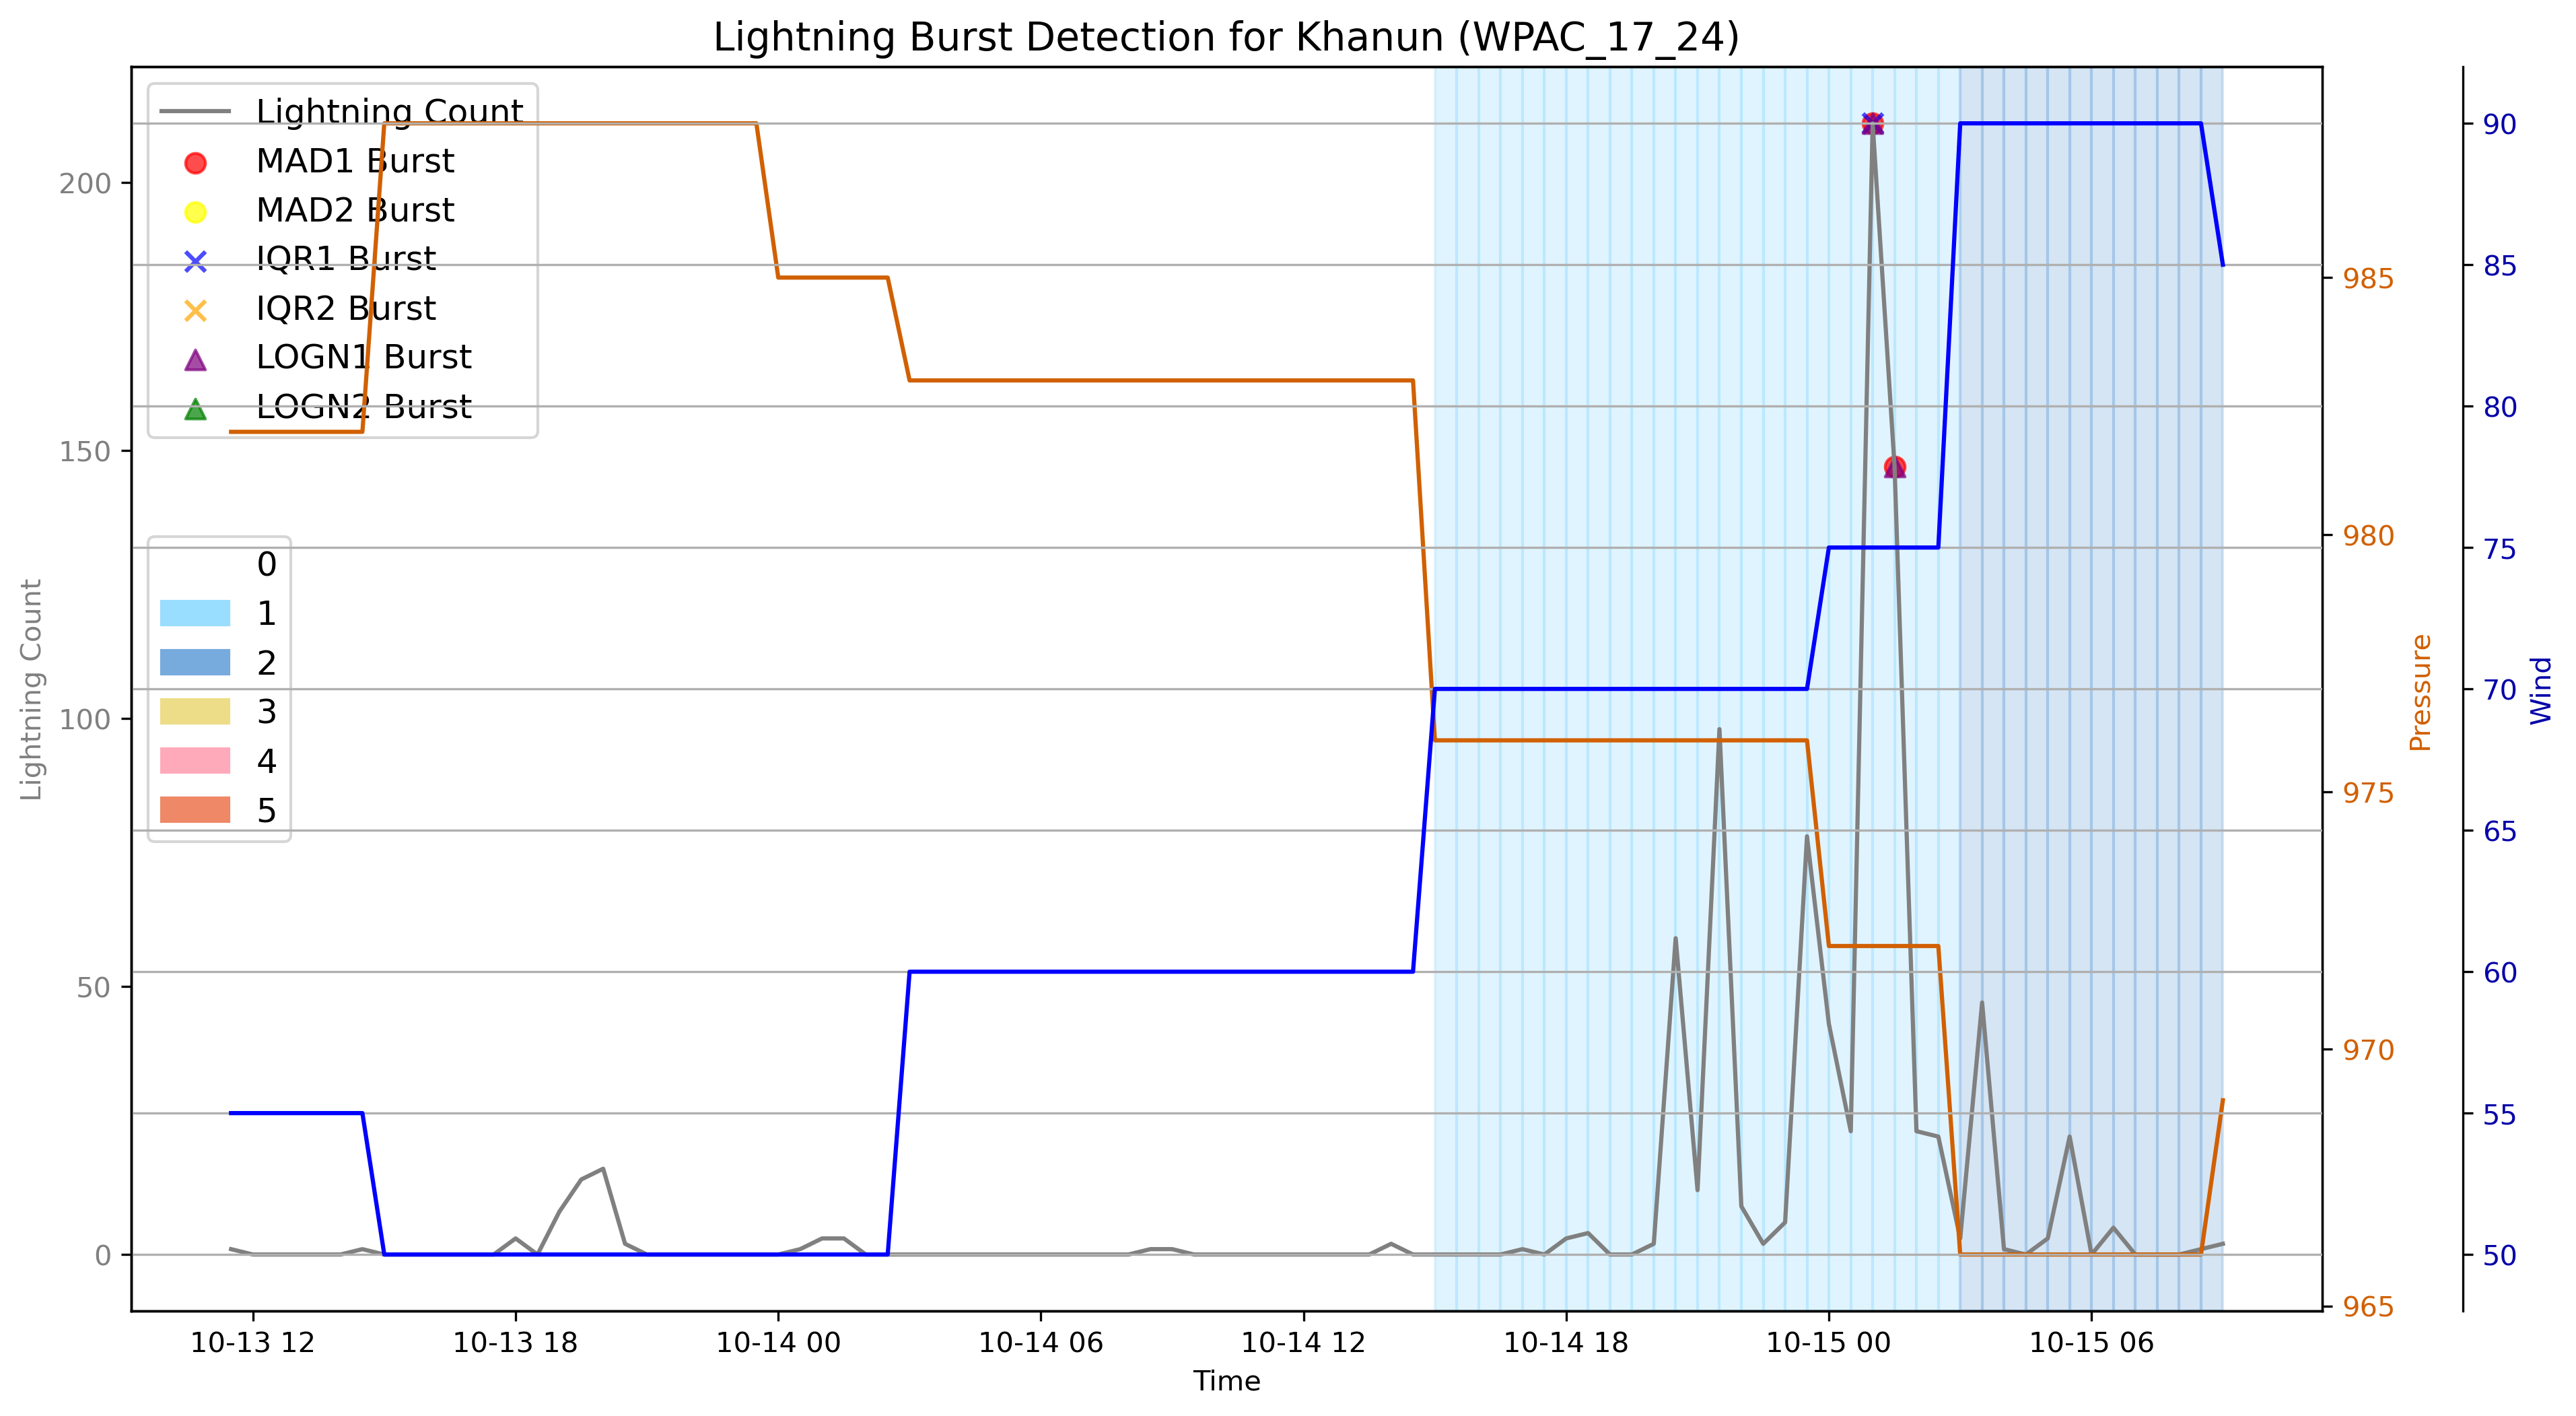 Lightning Burst Detection for Khanun (WPAC_17_24)
Lightning Count
MAD1 Burst
MAD2 Burst
IQR1 Burst
IQR2 Burst
LOGN1 Burst
LOGN2 Burst
0
1
2
3
4
5
Lightning Count
200
150
100
50
0
985
980
975
970
965
Pressure
90
85
80
75
70
65
60
55
50
Wind
10-13 12
10-13 18
10-14 00
10-14 06
10-14 12
10-14 18
10-15 00
10-15 06
Time